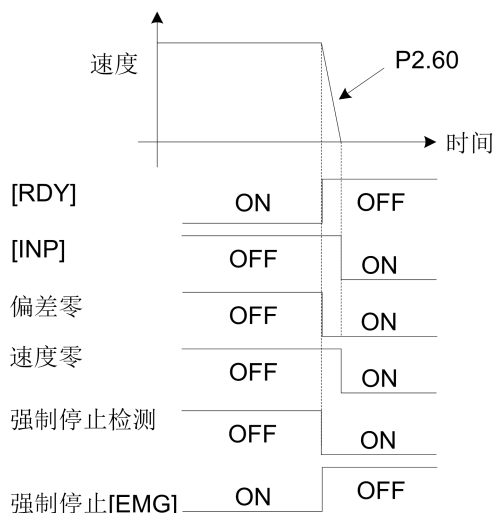 速度
P2.60
时间
[RDY] ON OFF
[INP] OFF ON
偏差零 OFF ON
速度零 OFF ON
强制停止检测 OFF ON
强制停止[EMG] ON OFF